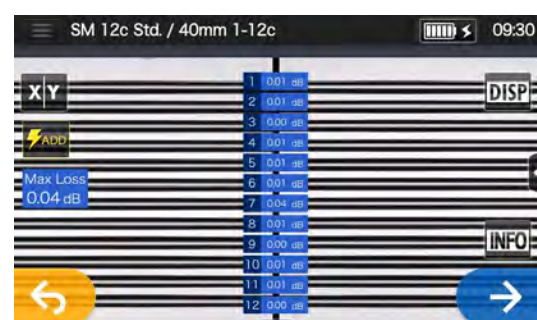 SM 12c Std. / 40mm 1-12c
09:30
X Y
DISP
ADD
Max Loss
0.04 dB
1 0.01 dB
2 0.01 dB
3 0.00 dB
4 0.01 dB
5 0.01 dB
6 0.01 dB
7 0.04 dB
8 0.01 dB
9 0.00 dB
10 0.01 dB
11 0.01 dB
12 0.00 dB
INFO